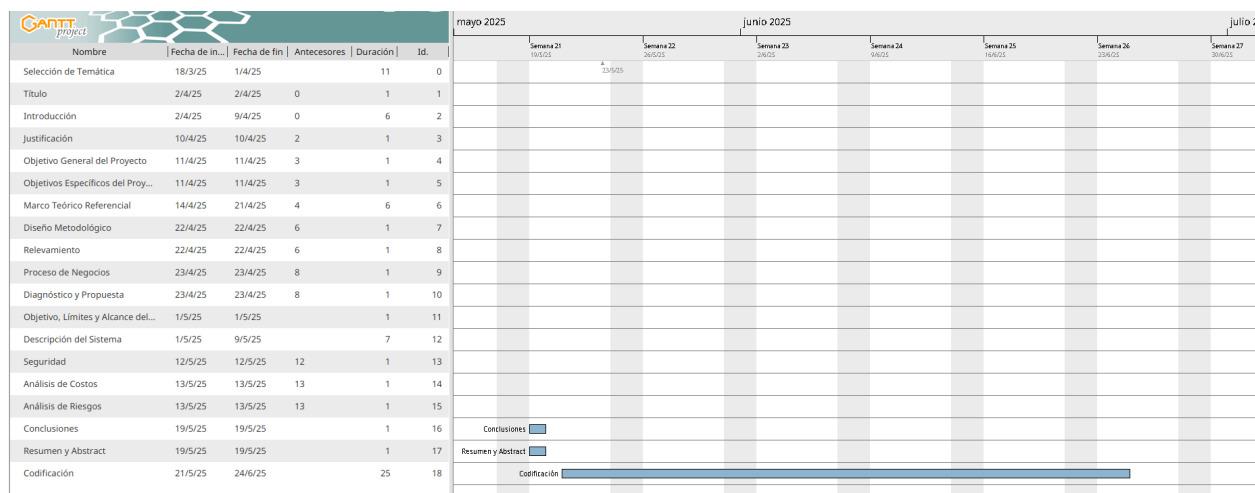 GANTT project
mayo 2025 junio 2025 julio 2
Nombre Fecha de in... Fecha de fin Antecesores Duración Id.
Semana 21 Semana 22 Semana 23 Semana 24 Semana 25 Semana 26 Semana 27
19/5/25 26/5/25 2/6/25 9/6/25 16/6/25 23/6/25 30/6/25
23/5/25
Selección de Temática 18/3/25 1/4/25 11 0
Título 2/4/25 2/4/25 0 1 1
Introducción 2/4/25 9/4/25 0 6 2
Justificación 10/4/25 10/4/25 2 1 3
Objetivo General del Proyecto 11/4/25 11/4/25 3 1 4
Objetivos Específicos del Proy... 11/4/25 11/4/25 3 1 5
Marco Teórico Referencial 14/4/25 21/4/25 4 6 6
Diseño Metodológico 22/4/25 22/4/25 6 1 7
Relevamiento 22/4/25 22/4/25 6 1 8
Proceso de Negocios 23/4/25 23/4/25 8 1 9
Diagnóstico y Propuesta 23/4/25 23/4/25 8 1 10
Objetivo, Límites y Alcance del... 1/5/25 1/5/25 1 11
Descripción del Sistema 1/5/25 9/5/25 7 12
Seguridad 12/5/25 12/5/25 12 1 13
Análisis de Costos 13/5/25 13/5/25 13 1 14
Análisis de Riesgos 13/5/25 13/5/25 13 1 15
Conclusiones 19/5/25 19/5/25 1 16 Conclusiones
Resumen y Abstract 19/5/25 19/5/25 1 17 Resumen y Abstract
Codificación 21/5/25 24/6/25 25 18 Codificación